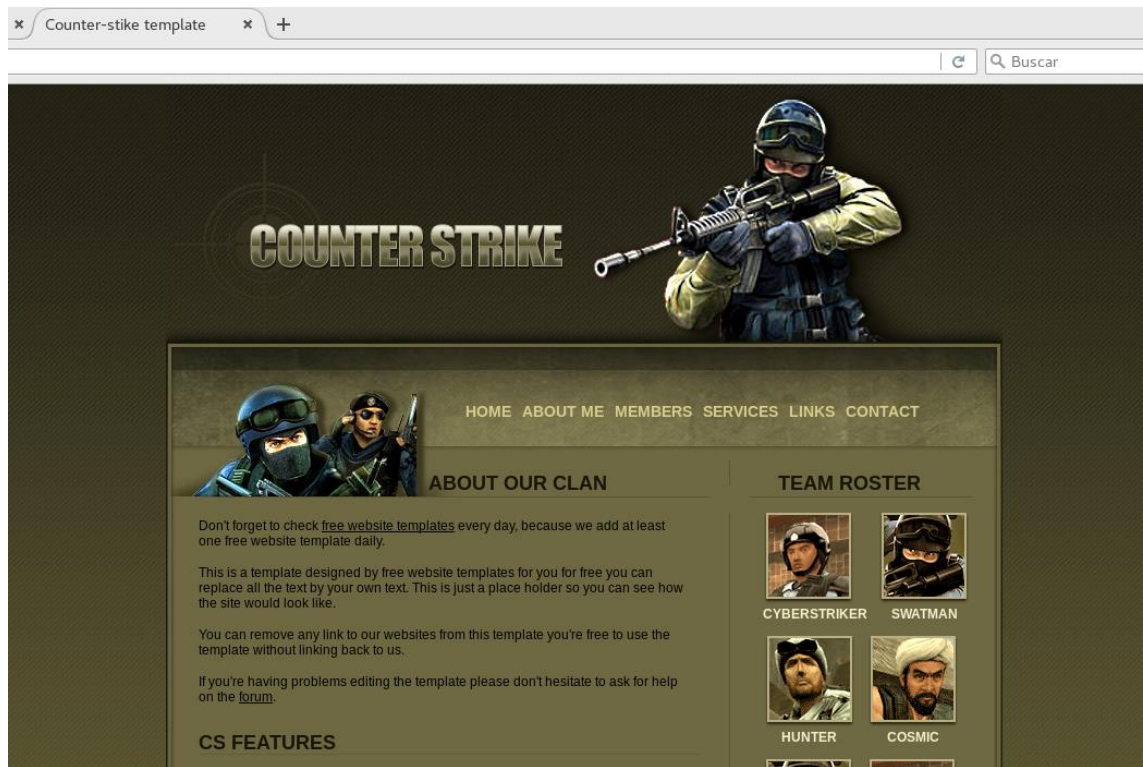 Counter-stike template
Buscar
COUNTER STRIKE
HOME ABOUT ME MEMBERS SERVICES LINKS CONTACT
ABOUT OUR CLAN
Don't forget to check free website templates every day, because we add at least
one free website template daily.
This is a template designed by free website templates for you for free you can
replace all the text by your own text. This is just a place holder so you can see how
the site would look like.
You can remove any link to our websites from this template you're free to use the
template without linking back to us.
If you're having problems editing the template please don't hesitate to ask for help
on the forum.
CS FEATURES
TEAM ROSTER
CYBERSTRIKER SWATMAN
HUNTER COSMIC